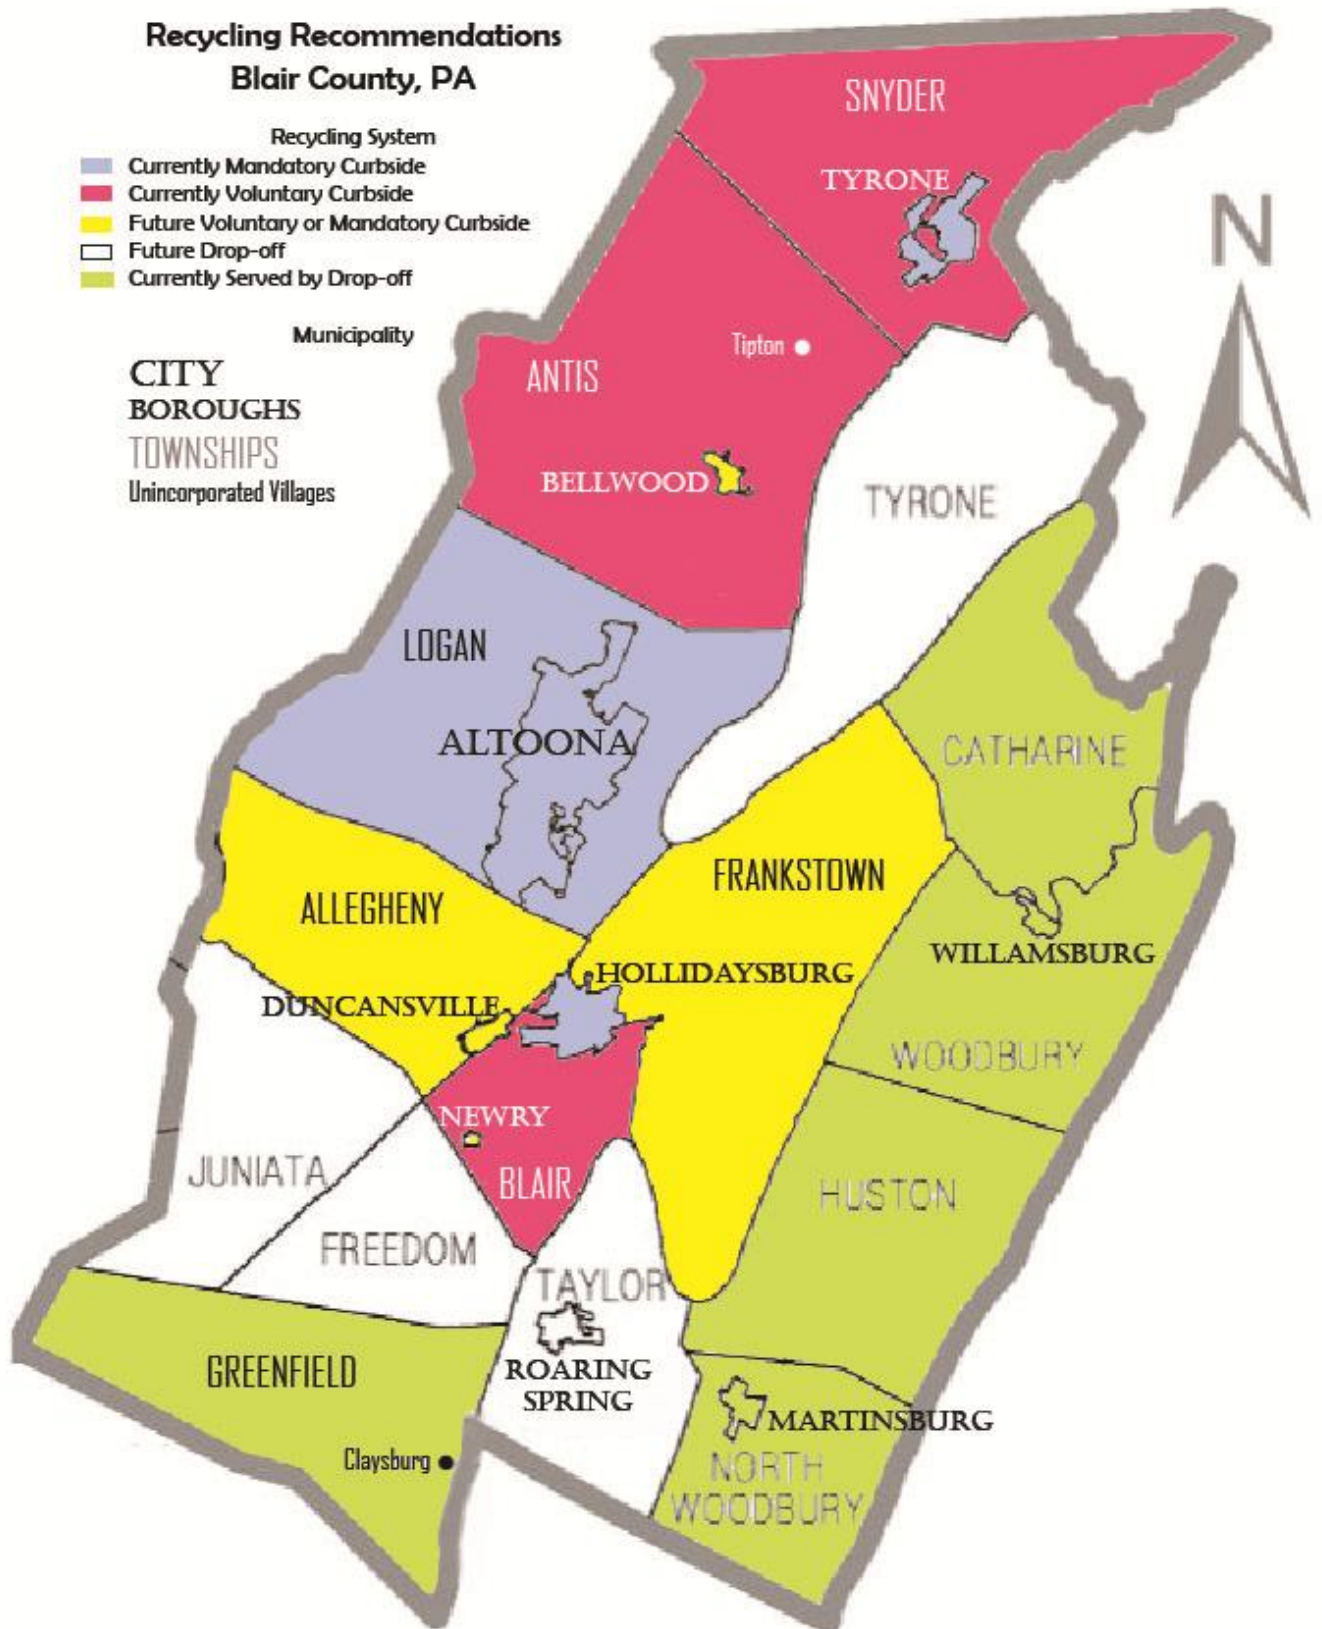 Recycling Recommendations
Blair County, PA
Recycling System
Currently Mandatory Curbside
Currently Voluntary Curbside
Future Voluntary or Mandatory Curbside
Future Drop-off
Currently Served by Drop-off
Municipality
CITY
BOROUGHS
TOWNSHIPS
Unincorporated Villages
N
SNYDER
TYRONE
Tipton
ANTIS
BELLWOOD
TYRONE
LOGAN
ALTOONA
CATHARINE
FRANKSTOWN
ALLEGHENY
WILLAMSBURG
HOLLIDAYSBURG
DUNCANSVILLE
WOODBURY
NEWRY
JUNIATA
BLAIR
HUSTON
FREEDOM
TAYLOR
GREENFIELD
ROARING
SPRING
MARTINSBURG
Claysburg
NORTH
WOODBURY